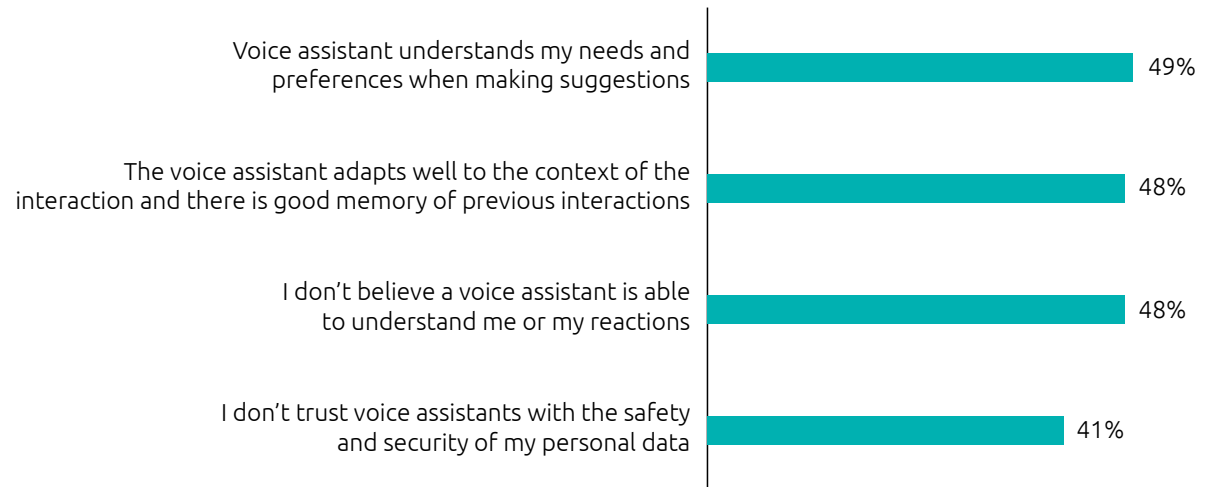 Voice assistant understands my needs and
preferences when making suggestions
49%
The voice assistant adapts well to the context of the
interaction and there is good memory of previous interactions
48%
I don’t believe a voice assistant is able
to understand me or my reactions
48%
I don’t trust voice assistants with the safety
and security of my personal data
41%